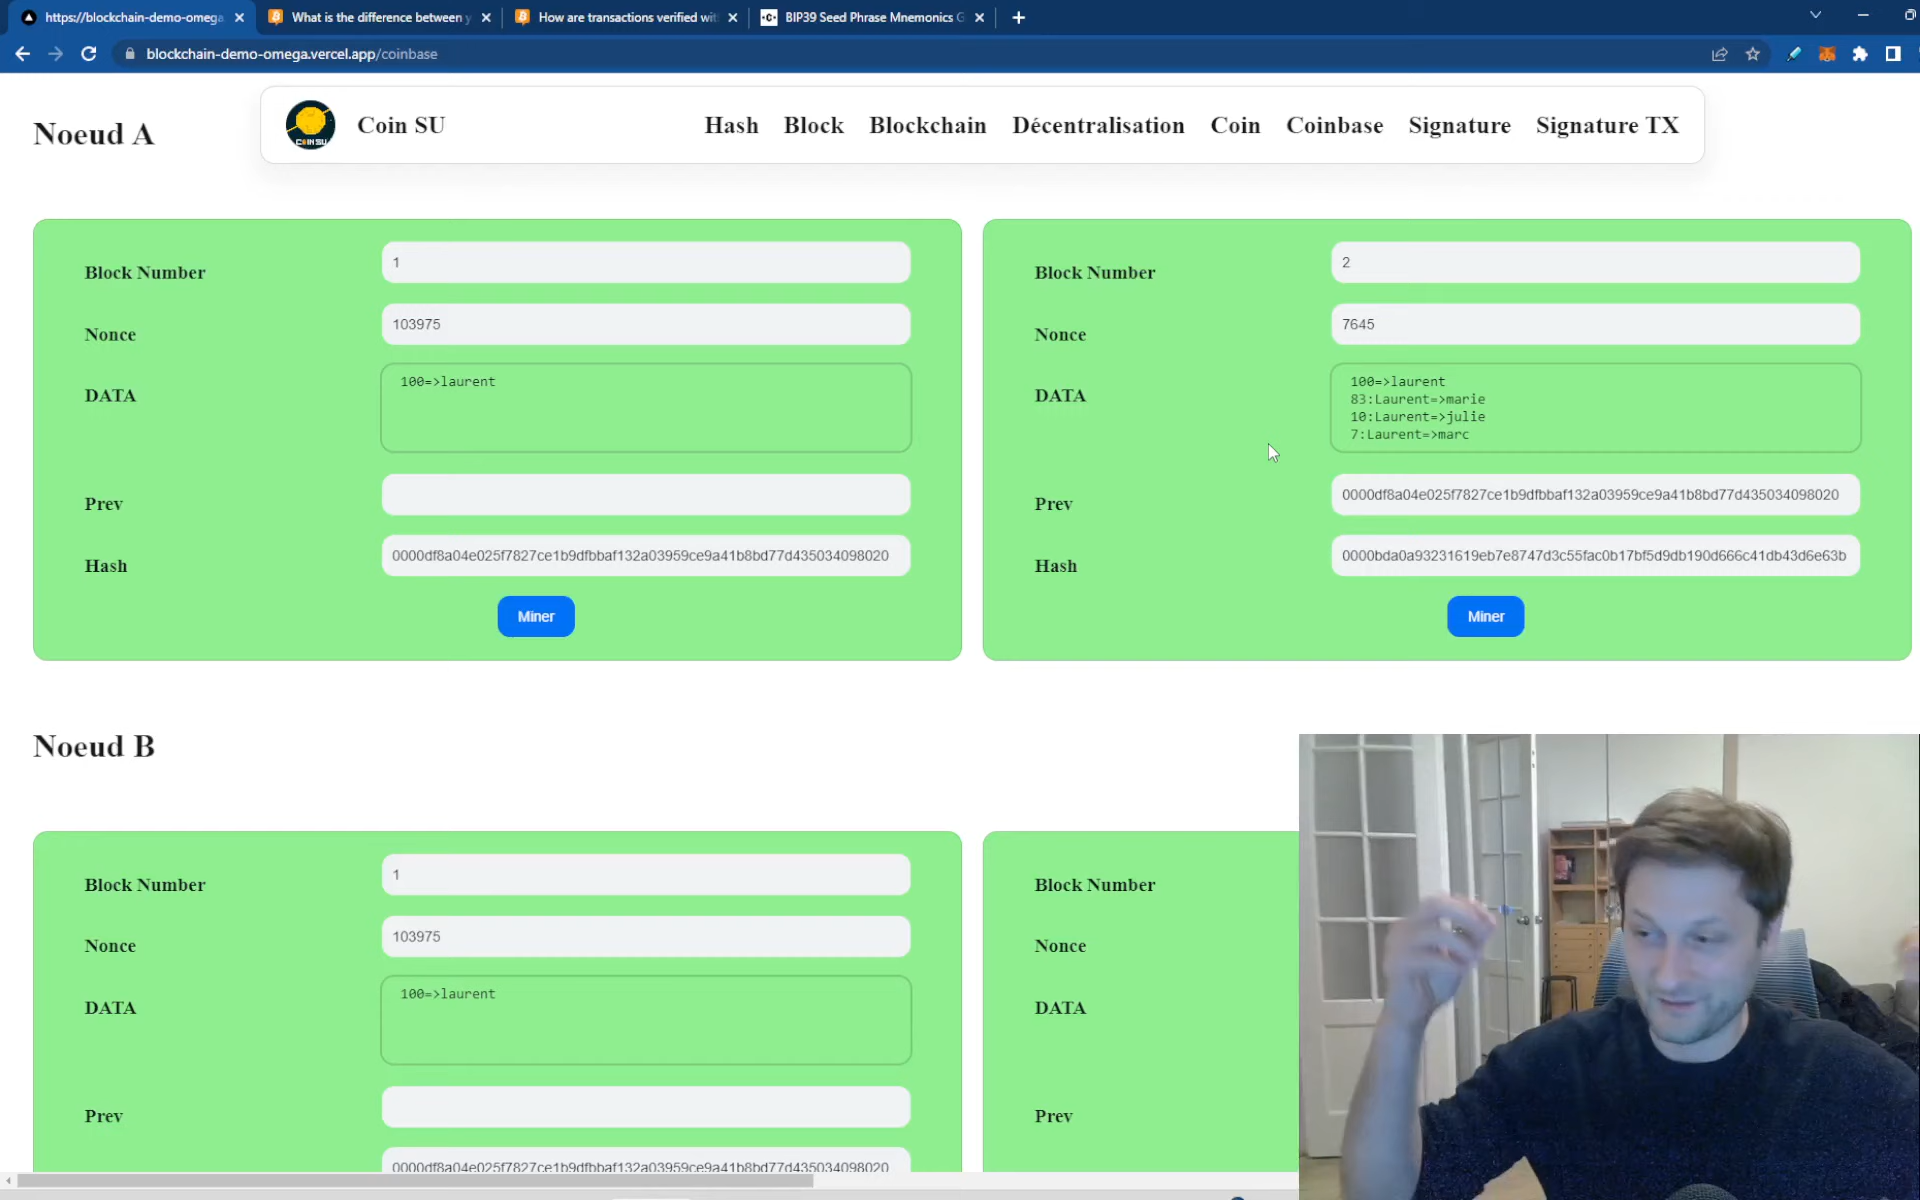 https://blockchain-demo-omega
What is the difference between
How are transactions verified wit
BIP39 Seed Phrase Mnemonics G
blockchain-demo-omega.vercel.app/coinbase
Noeud A
COIN SU
Coin SU
Hash
Block
Blockchain
Décentralisation
Coin
Coinbase
Signature
Signature TX
Block Number
1
Nonce
103975
DATA
100=>laurent
Prev
Hash
0000df8a04e025f7827ce1b9dfbbaf132a03959ce9a41b8bd77d435034098020
Miner
Block Number
2
Nonce
7645
DATA
100=>laurent
83:Laurent=>marie
10:Laurent=>julie
7:Laurent=>marc
Prev
0000df8a04e025f7827ce1b9dfbbaf132a03959ce9a41b8bd77d435034098020
Hash
0000bda0a93231619eb7e8747d3c55fac0b17bf5d9db190d666c41db43d6e63b
Miner
Noeud B
Block Number
1
Nonce
103975
DATA
100=>laurent
Prev
0000df8a04e025f7827ce1b9dfbbaf132a03959ce9a41b8bd77d435034098020
Block Number
Nonce
DATA
Prev